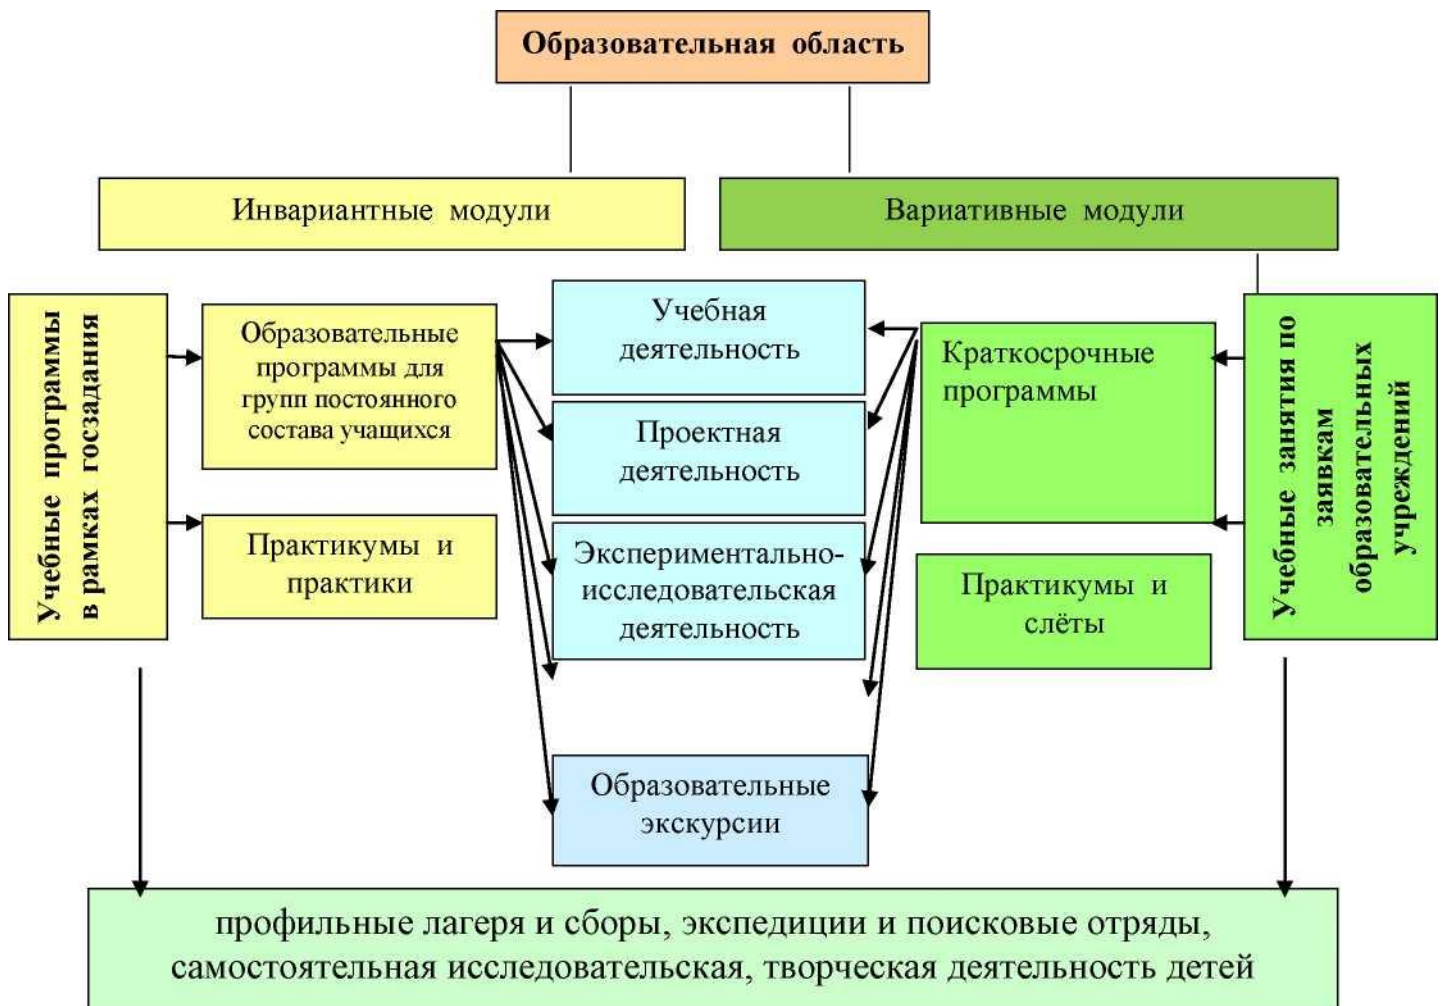 Образовательная область
Инвариантные модули
Вариативные модули
Учебные программы
в рамках госзадания
Образовательные
программы для
групп постоянного
состава учащихся
Практикумы и
практики
Учебная
деятельность
Проектная
деятельность
Экспериментально-
исследовательская
деятельность
Образовательные
экскурсии
Краткосрочные
программы
Практикумы и
слёты
Учебные занятия по
заявкам
образовательных
учреждений
профильные лагеря и сборы, экспедиции и поисковые отряды,
самостоятельная исследовательская, творческая деятельность детей